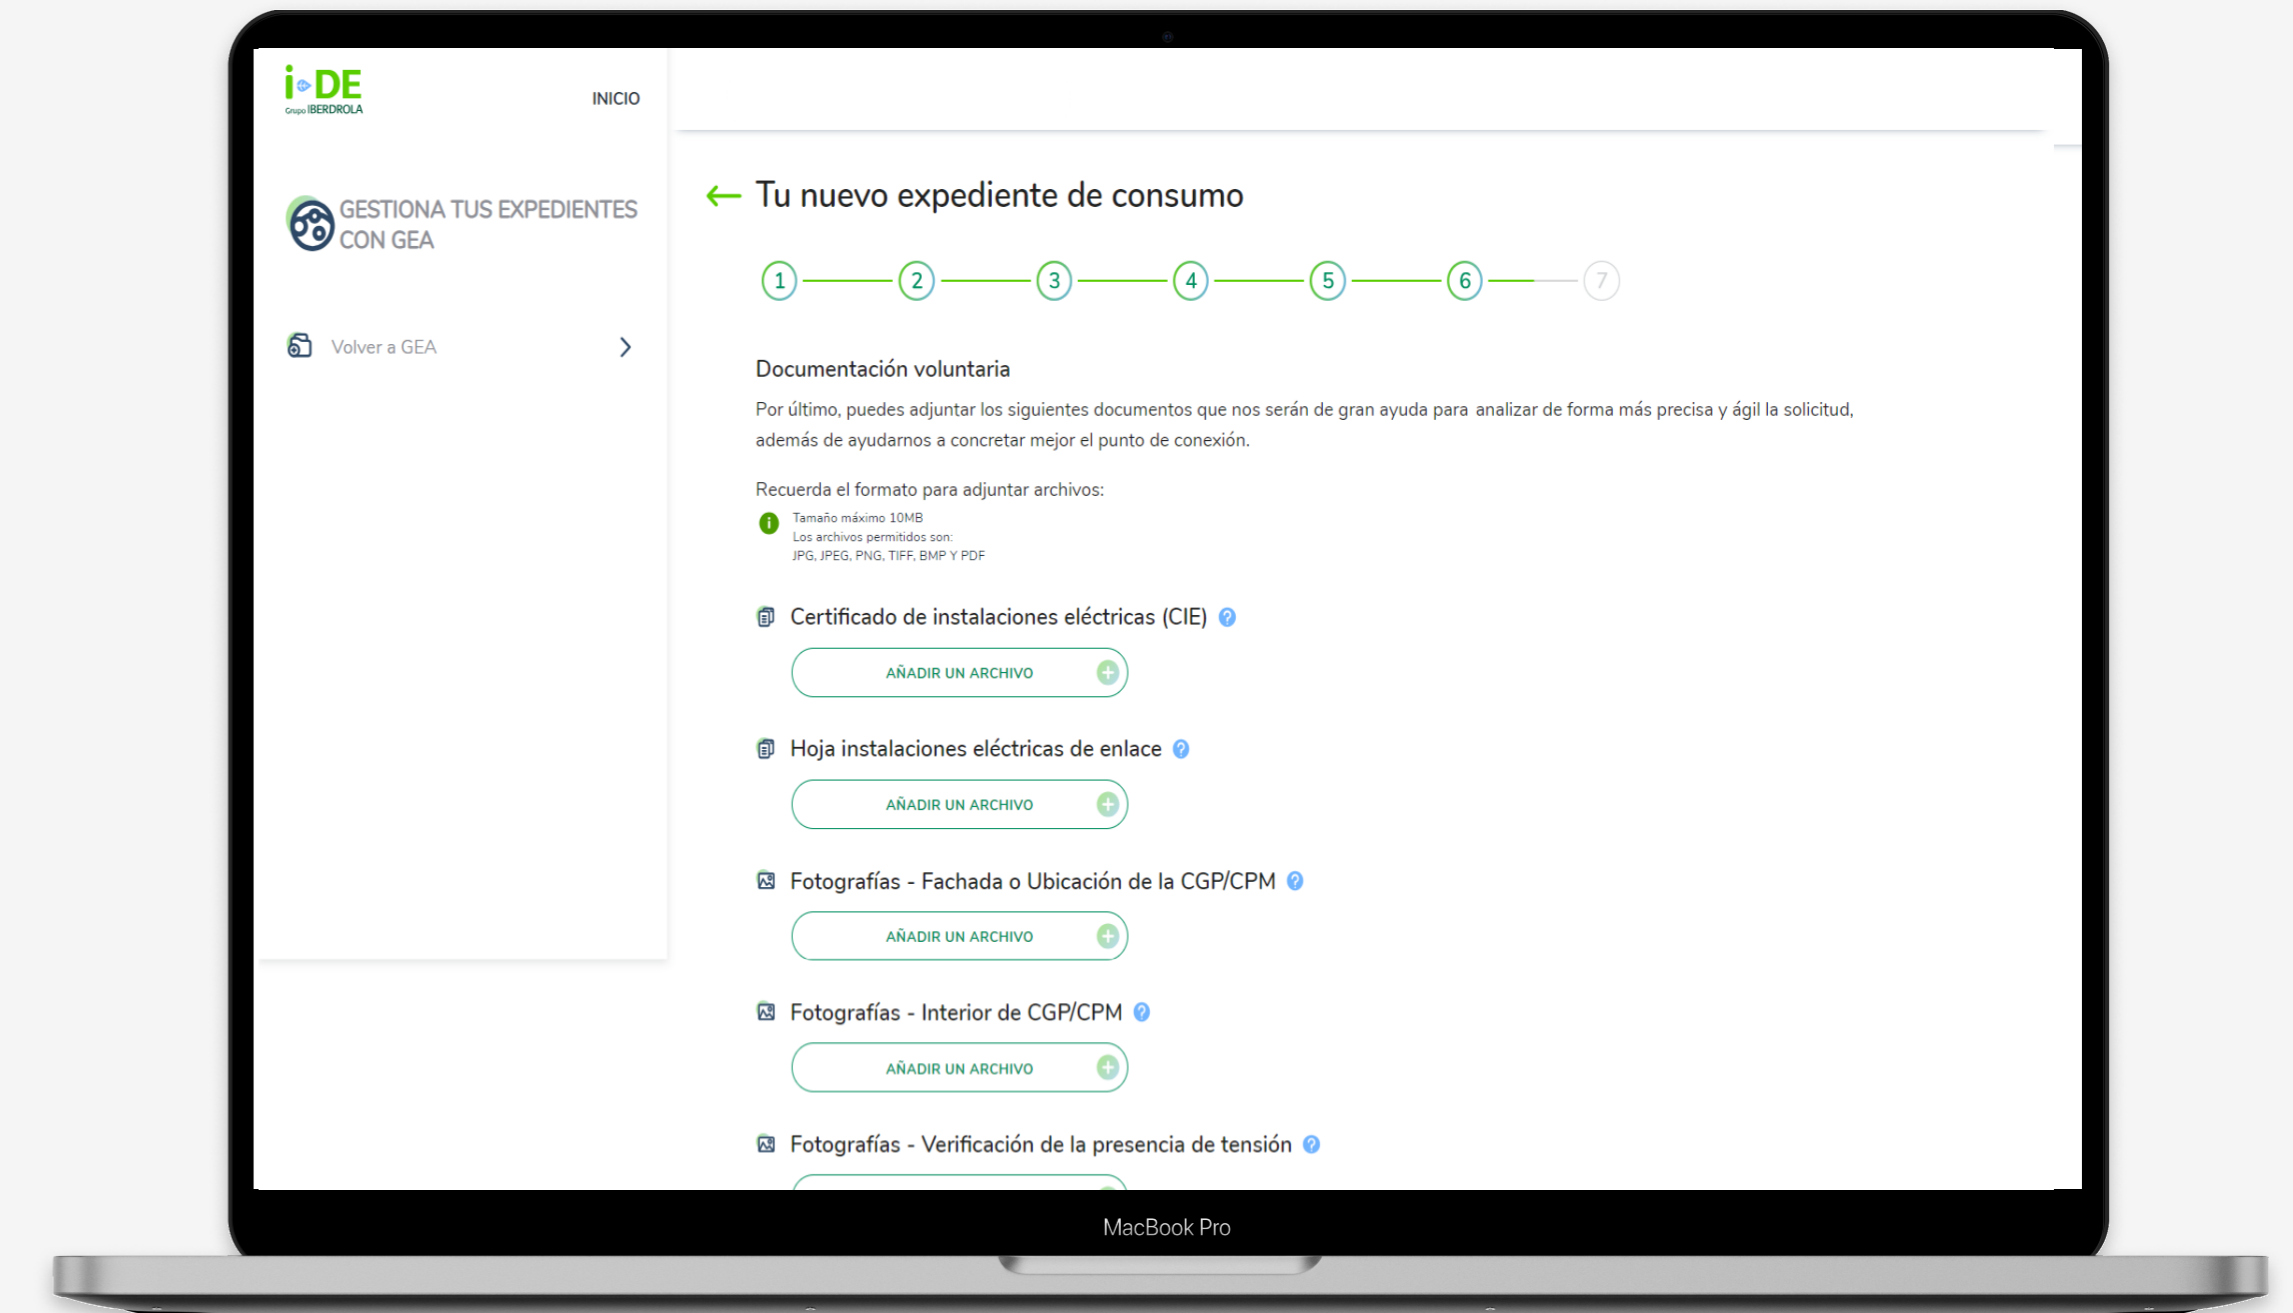 i-DE
Grupo IBERDROLA
INICIO
GESTIONA TUS EXPEDIENTES
CON GEA
Volver a GEA
Tu nuevo expediente de consumo
1 2 3 4 5 6 7
Documentación voluntaria
Por último, puedes adjuntar los siguientes documentos que nos serán de gran ayuda para analizar de forma más precisa y ágil la solicitud,
además de ayudarnos a concretar mejor el punto de conexión.
Recuerda el formato para adjuntar archivos:
Tamaño máximo 10MB
Los archivos permitidos son:
JPG, JPEG, PNG, TIFF, BMP Y PDF
Certificado de instalaciones eléctricas (CIE)
AÑADIR UN ARCHIVO
Hoja instalaciones eléctricas de enlace
AÑADIR UN ARCHIVO
Fotografías - Fachada o Ubicación de la CGP/CPM
AÑADIR UN ARCHIVO
Fotografías - Interior de CGP/CPM
AÑADIR UN ARCHIVO
Fotografías - Verificación de la presencia de tensión
MacBook Pro